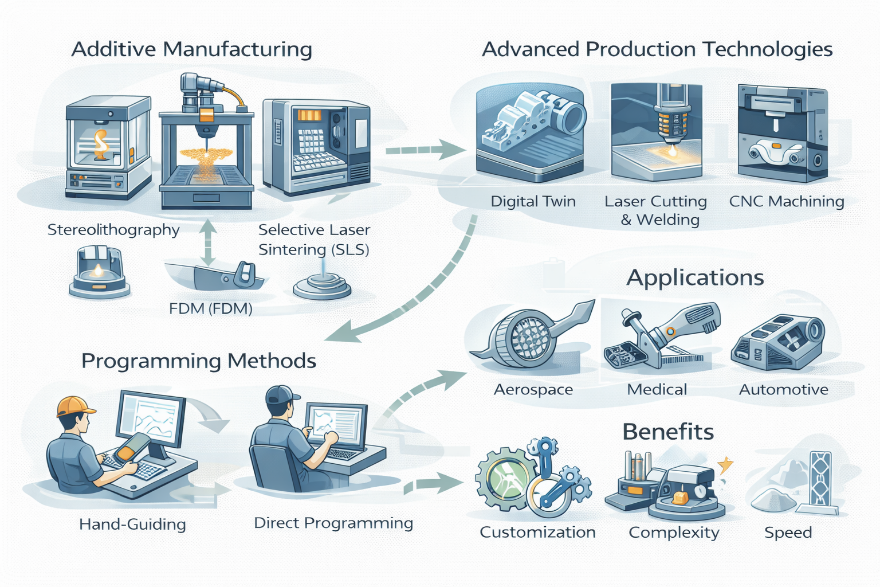 Additive Manufacturing
Advanced Production Technologies
Stereolithography
Selective Laser
Sintering (SLS)
FDM (FDM)
Digital Twin
Laser Cutting
& Welding
CNC Machining
Applications
Aerospace
Medical
Automotive
Programming Methods
Hand-Guiding
Direct Programming
Benefits
Customization
Complexity
Speed